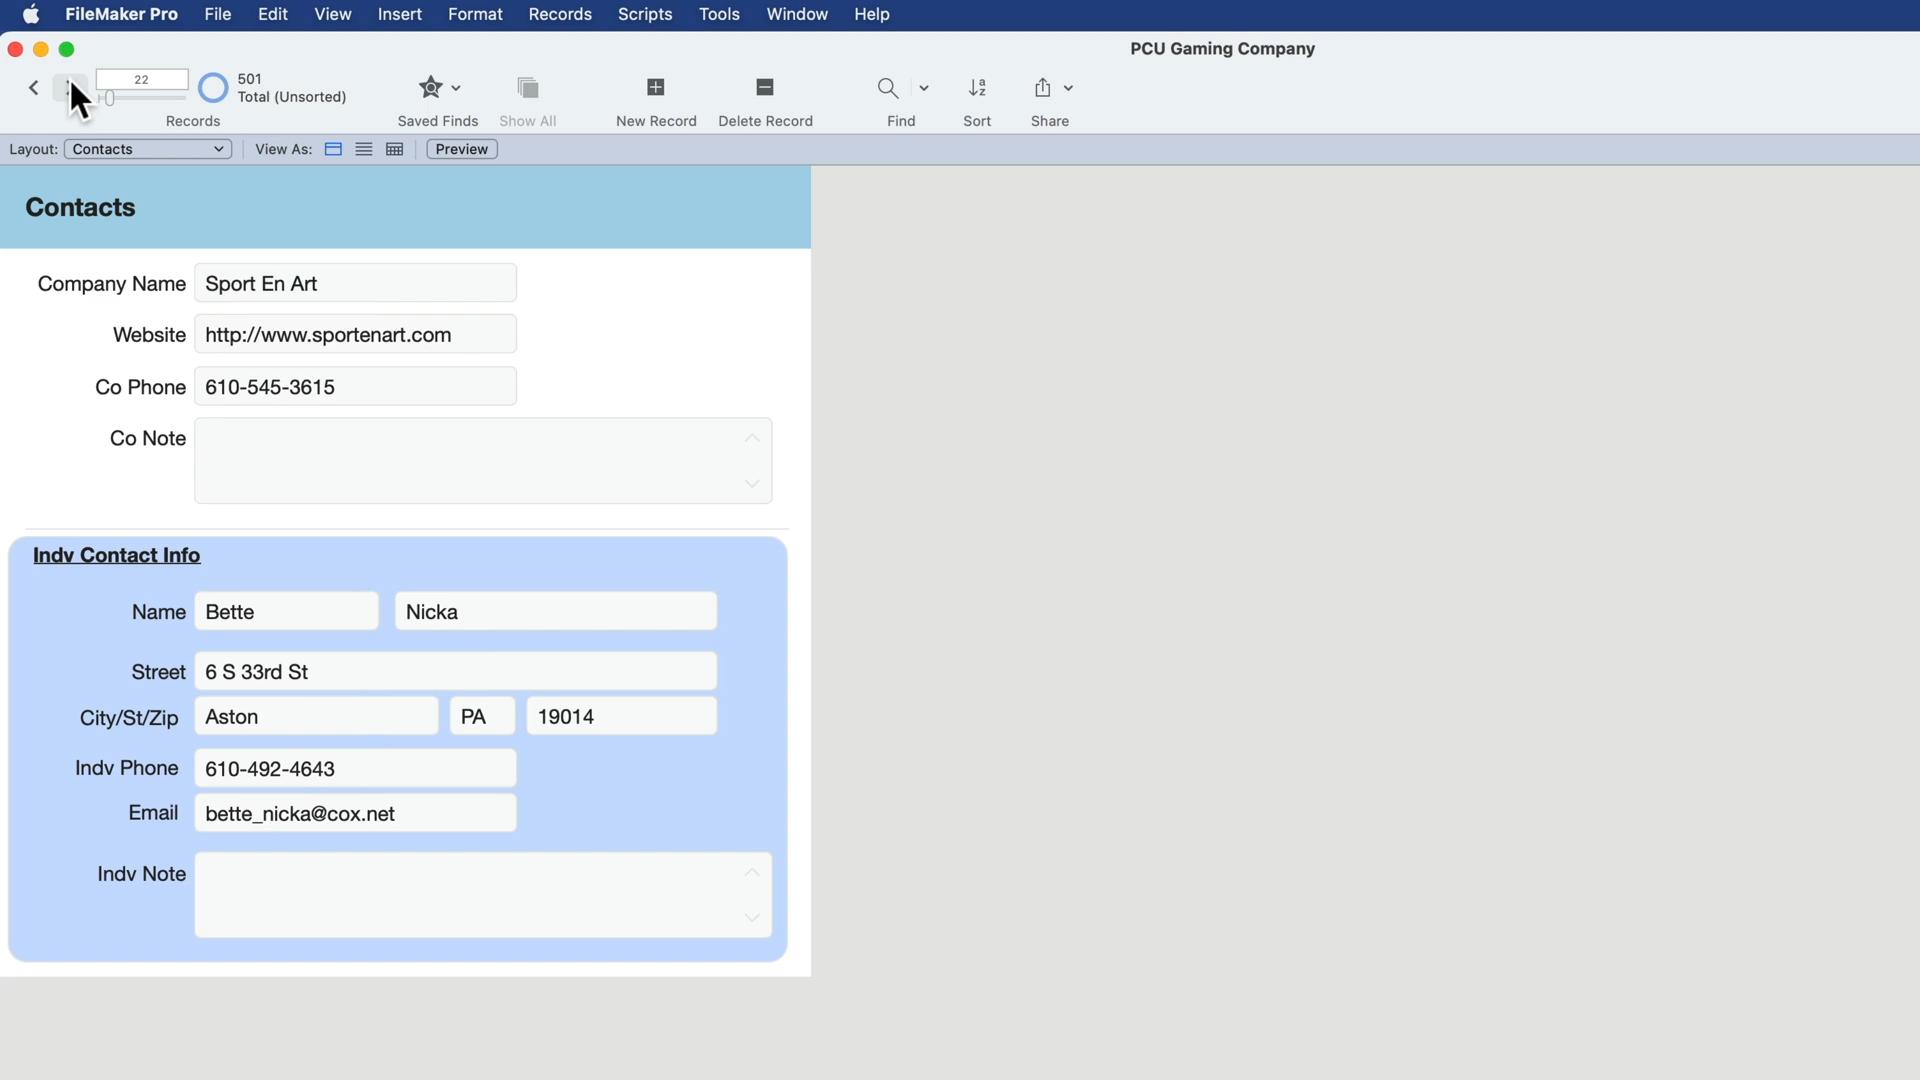 FileMaker Pro File Edit View Insert Format Records Scripts Tools Window Help
PCU Gaming Company
22
501
Total (Unsorted)
Records
Saved Finds
Show All
New Record
Delete Record
Find
Sort
Share
Layout: Contacts View As: Preview
Contacts
Company Name Sport En Art
Website http://www.sportenart.com
Co Phone 610-545-3615
Co Note
Indv Contact Info
Name Bette Nicka
Street 6 S 33rd St
City/St/Zip Aston PA 19014
Indv Phone 610-492-4643
Email bette_nicka@cox.net
Indv Note